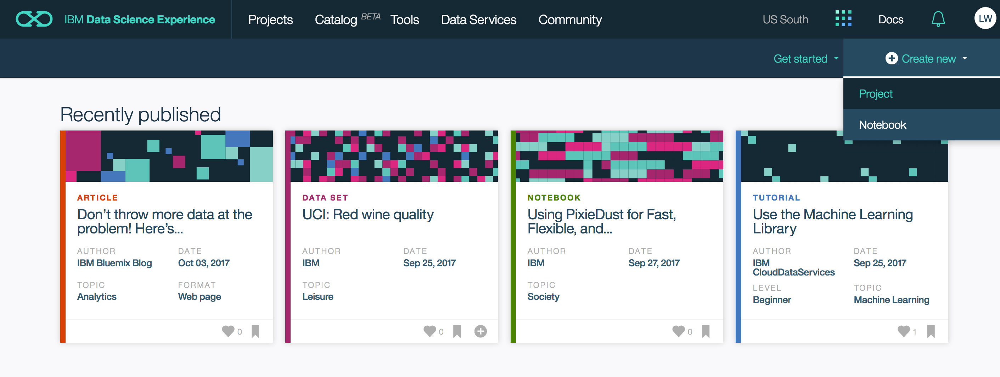 IBM Data Science Experience
Projects
Catalog BETA
Tools
Data Services
Community
US South
Docs
LW
Get started
Create new
Project
Notebook
Recently published
ARTICLE
Don’t throw more data at the
problem! Here’s...
AUTHOR DATE
IBM Bluemix Blog Oct 03, 2017
TOPIC FORMAT
Analytics Web page
0
DATA SET
UCI: Red wine quality
AUTHOR DATE
IBM Sep 25, 2017
TOPIC
Leisure
0
NOTEBOOK
Using PixieDust for Fast,
Flexible, and...
AUTHOR DATE
IBM Sep 27, 2017
TOPIC
Society
0
TUTORIAL
Use the Machine Learning
Library
AUTHOR DATE
IBM Sep 25, 2017
CloudDataServices
LEVEL TOPIC
Beginner Machine Learning
1